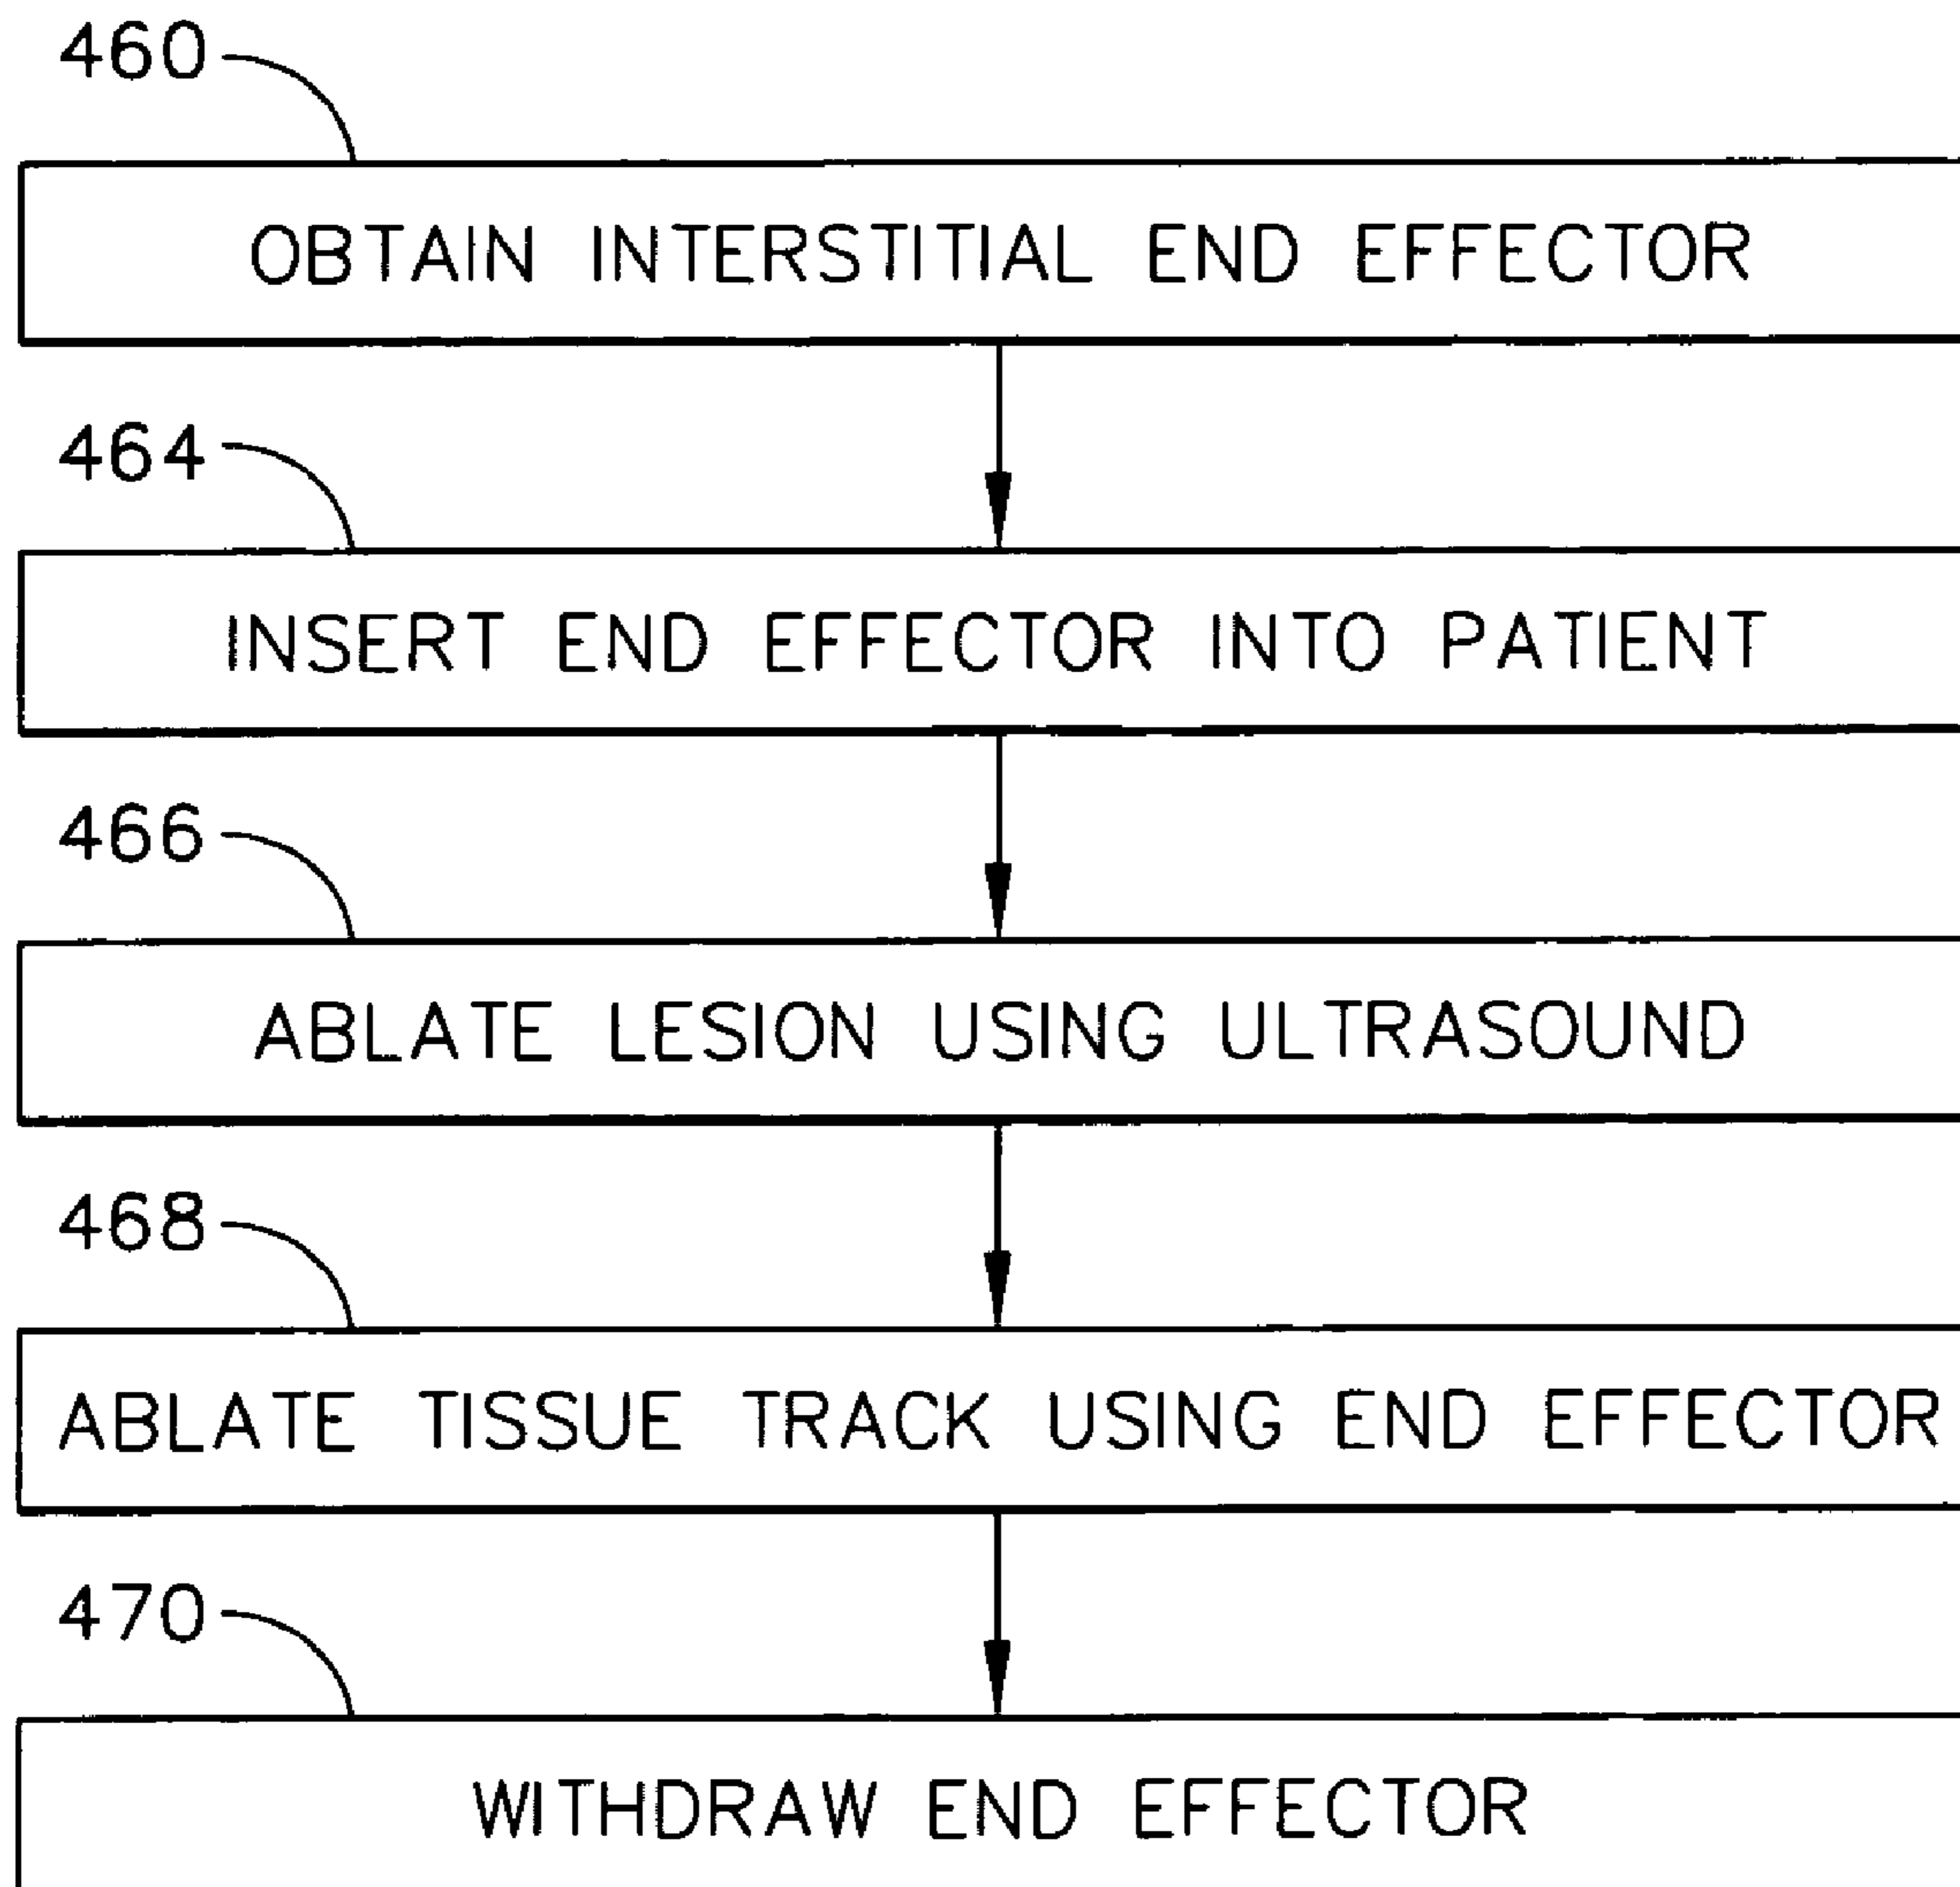 460
OBTAIN INTERSTITIAL END EFFECTOR
464
INSERT END EFFECTOR INTO PATIENT
466
ABLATE LESION USING ULTRASOUND
468
ABLATE TISSUE TRACK USING END EFFECTOR
470
WITHDRAW END EFFECTOR